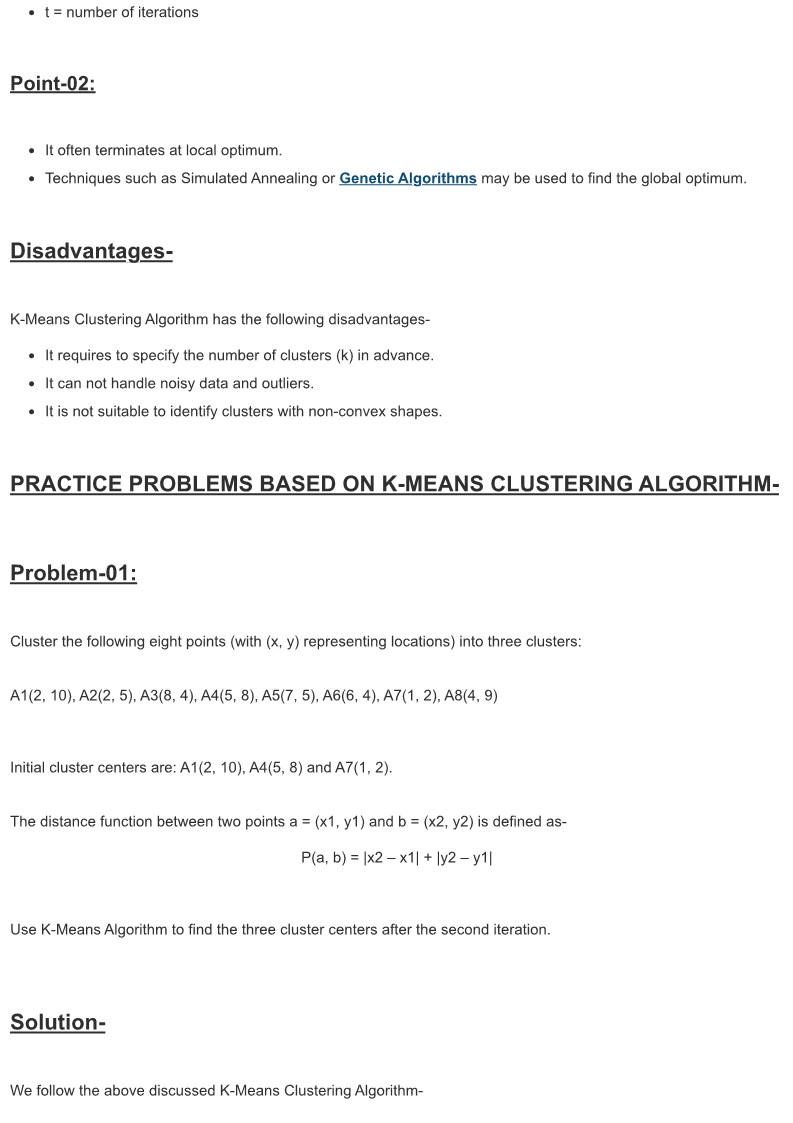 • t = number of iterations
Point-02:
• It often terminates at local optimum.
• Techniques such as Simulated Annealing or Genetic Algorithms may be used to find the global optimum.
Disadvantages-
K-Means Clustering Algorithm has the following disadvantages-
• It requires to specify the number of clusters (k) in advance.
• It can not handle noisy data and outliers.
• It is not suitable to identify clusters with non-convex shapes.
PRACTICE PROBLEMS BASED ON K-MEANS CLUSTERING ALGORITHM-
Problem-01:
Cluster the following eight points (with (x, y) representing locations) into three clusters:
A1(2, 10), A2(2, 5), A3(8, 4), A4(5, 8), A5(7, 5), A6(6, 4), A7(1, 2), A8(4, 9)
Initial cluster centers are: A1(2, 10), A4(5, 8) and A7(1, 2).
The distance function between two points a = (x1, y1) and b = (x2, y2) is defined as-
P(a, b) = |x2 – x1| + |y2 – y1|
Use K-Means Algorithm to find the three cluster centers after the second iteration.
Solution-
We follow the above discussed K-Means Clustering Algorithm-